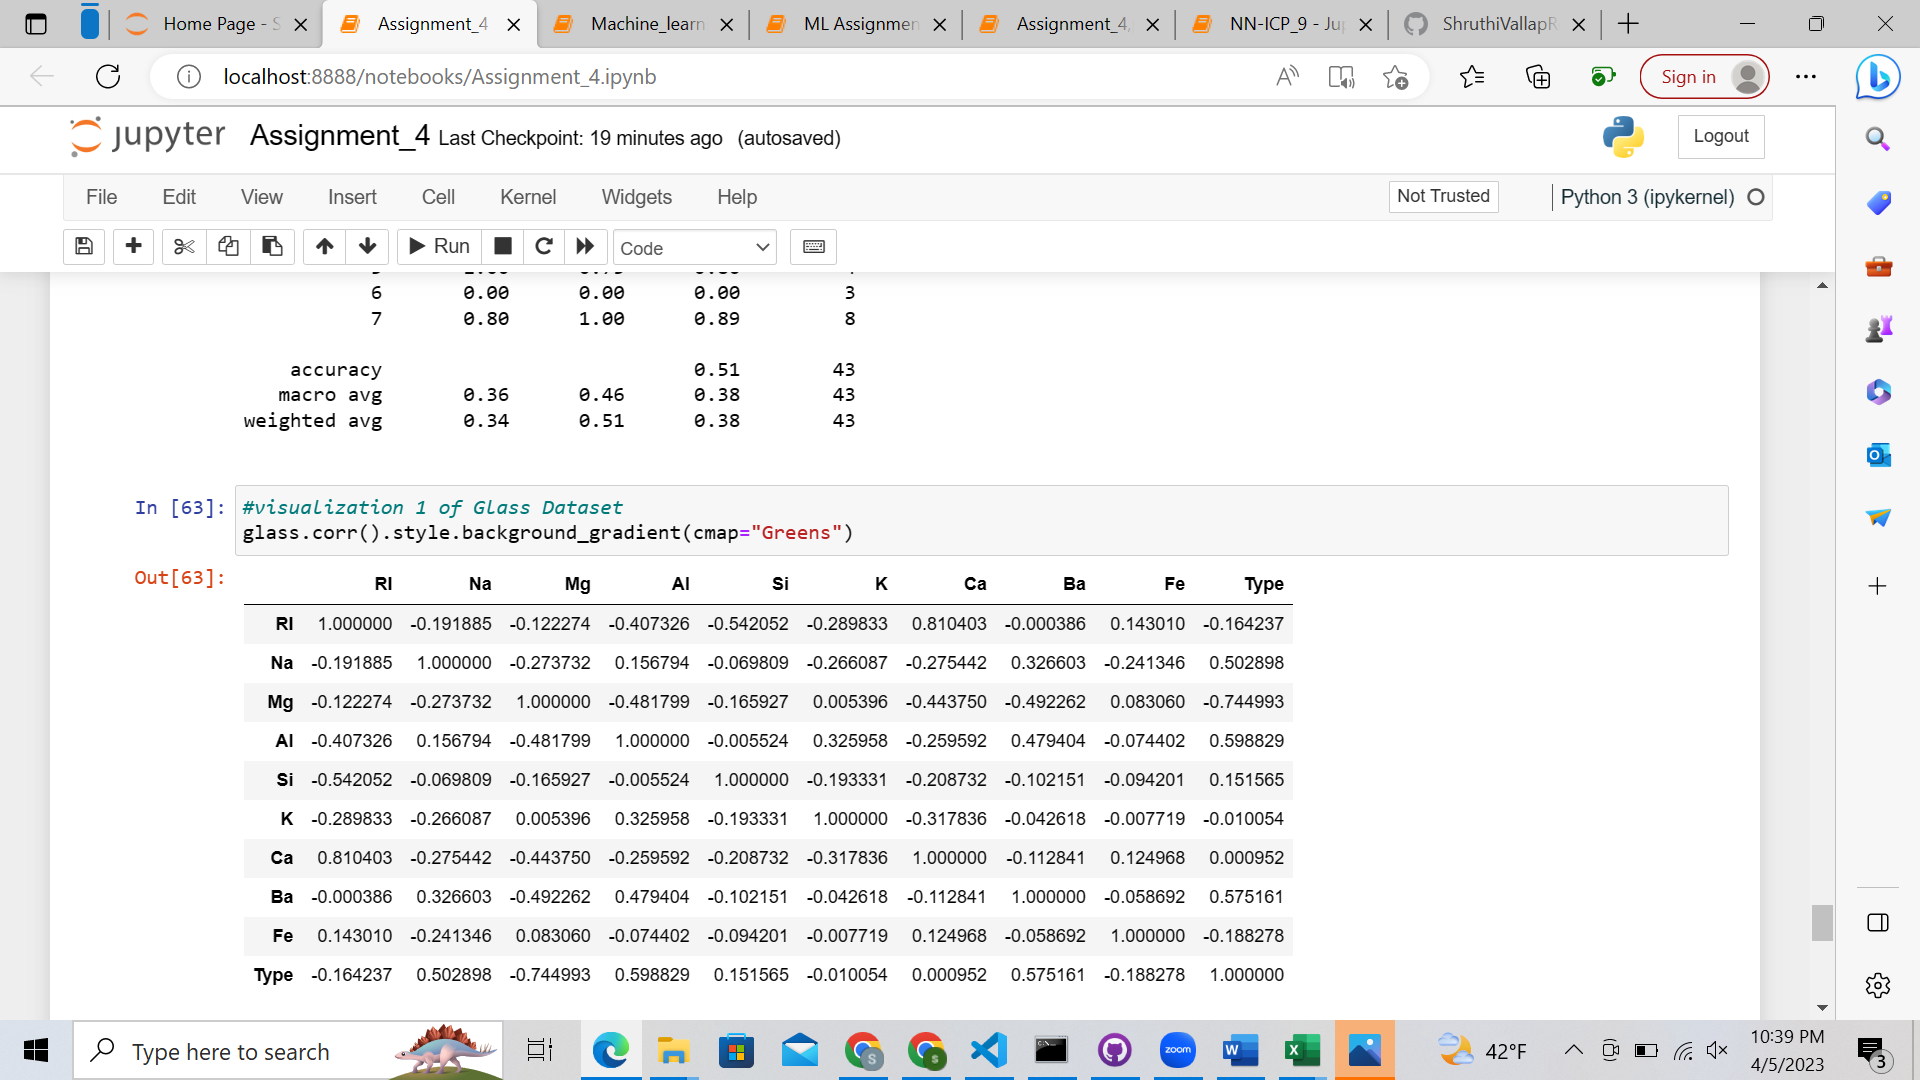 Home Page - S
Assignment_4
Machine_learn
ML Assignmen
Assignment_4
NN-ICP_9 - Ju
ShruthiVallapR
localhost:8888/notebooks/Assignment_4.ipynb
Sign in
jupyter Assignment_4 Last Checkpoint: 19 minutes ago (autosaved)
Logout
File Edit View Insert Cell Kernel Widgets Help
Not Trusted
Python 3 (ipykernel)
Run
Code
6 0.00 0.00 0.00 3
7 0.80 1.00 0.89 8
accuracy 0.51 43
macro avg 0.36 0.46 0.38 43
weighted avg 0.34 0.51 0.38 43
In [63]: #visualization 1 of Glass Dataset
glass.corr().style.background_gradient(cmap="Greens")
Out[63]:
RI Na Mg Al Si K Ca Ba Fe Type
RI 1.000000 -0.191885 -0.122274 -0.407326 -0.542052 -0.289833 0.810403 -0.000386 0.143010 -0.164237
Na -0.191885 1.000000 -0.273732 0.156794 -0.069809 -0.266087 -0.275442 0.326603 -0.241346 0.502898
Mg -0.122274 -0.273732 1.000000 -0.481799 -0.165927 0.005396 -0.443750 -0.492262 0.083060 -0.744993
Al -0.407326 0.156794 -0.481799 1.000000 -0.005524 0.325958 -0.259592 0.479404 -0.074402 0.598829
Si -0.542052 -0.069809 -0.165927 -0.005524 1.000000 -0.193331 -0.208732 -0.102151 -0.094201 0.151565
K -0.289833 -0.266087 0.005396 0.325958 -0.193331 1.000000 -0.317836 -0.042618 -0.007719 -0.010054
Ca 0.810403 -0.275442 -0.443750 -0.259592 -0.208732 -0.317836 1.000000 -0.112841 0.124968 0.000952
Ba -0.000386 0.326603 -0.492262 0.479404 -0.102151 -0.042618 -0.112841 1.000000 -0.058692 0.575161
Fe 0.143010 -0.241346 0.083060 -0.074402 -0.094201 -0.007719 0.124968 -0.058692 1.000000 -0.188278
Type -0.164237 0.502898 -0.744993 0.598829 0.151565 -0.010054 0.000952 0.575161 -0.188278 1.000000
Type here to search
zoom
42°F
10:39 PM
4/5/2023
3